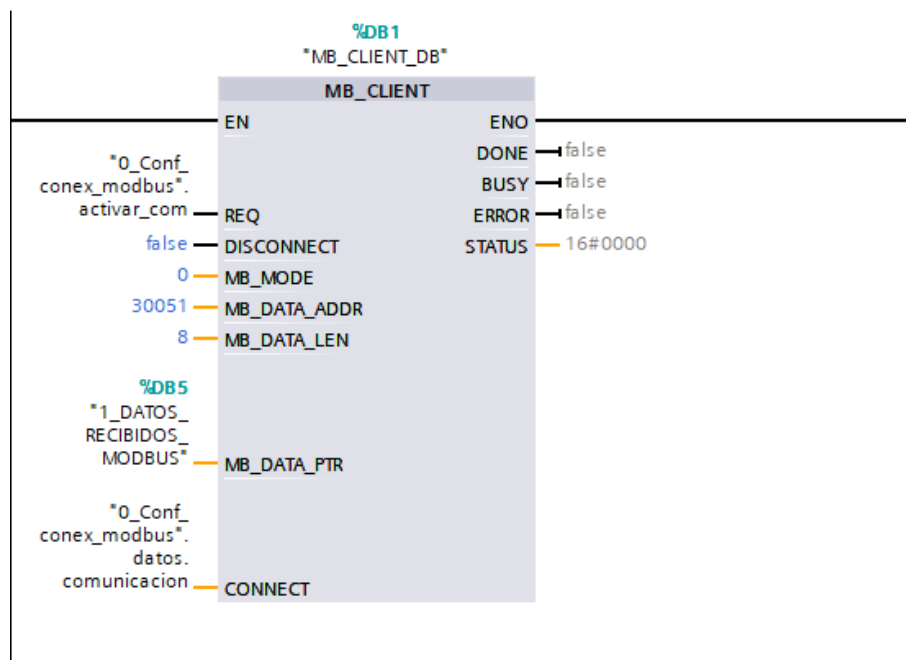 %DB1
"MB_CLIENT_DB"
MB_CLIENT
EN ENO
DONE false
"0_Conf_
conex_modbus".
activar_com REQ
BUSY false
ERROR false
false DISCONNECT STATUS 16#0000
0 MB_MODE
30051 MB_DATA_ADDR
8 MB_DATA_LEN
%DB5
"1_DATOS_
RECIBIDOS_
MODBUS" MB_DATA_PTR
"0_Conf_
conex_modbus".
datos.
comunicacion CONNECT